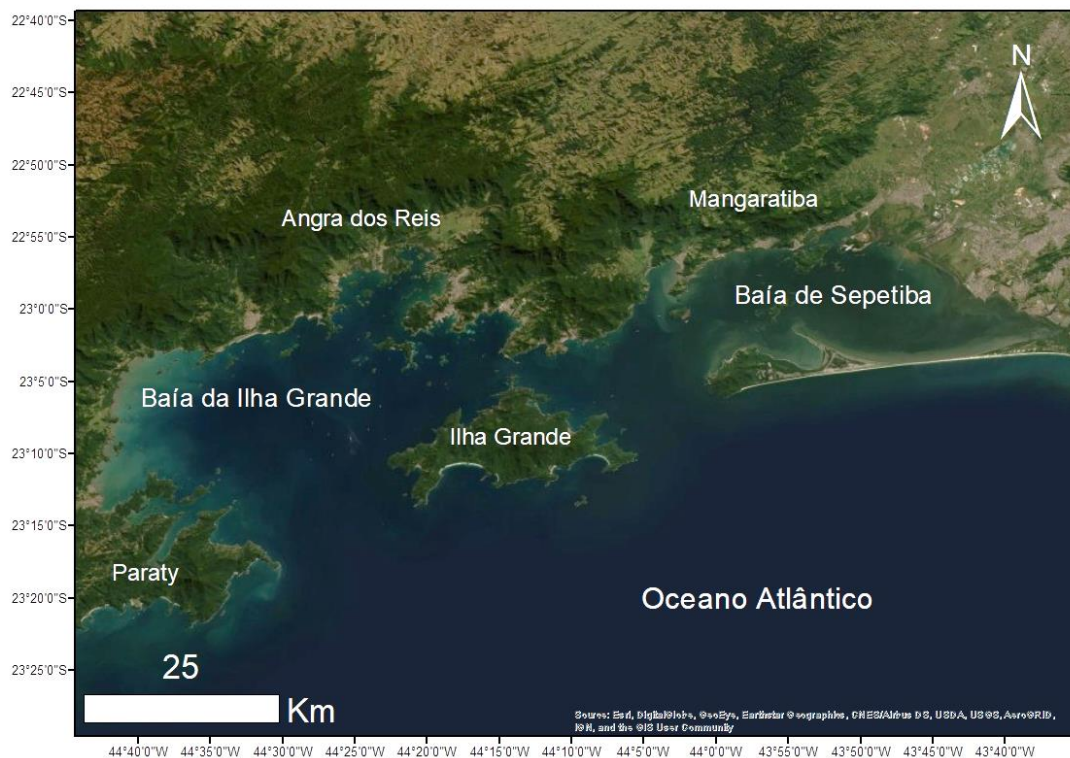 22°40'0"S
N
22°45'0"S
22°50'0"S
Mangaratiba
Angra dos Reis
22°55'0"S
Baía de Sepetiba
23°0'0"S
23°5'0"S
Baía da Ilha Grande
Ilha Grande
23°10'0"S
23°15'0"S
Paraty
23°20'0"S
Oceano Atlântico
23°25'0"S
25
Km
Source: Esri, DigitalGlobe, GeoEye, Earthstar Geographics, CNES/Airbus DS, USDA, USGS, AeroGRID,
IGN, and the GIS User Community
44°40'0"W 44°35'0"W 44°30'0"W 44°25'0"W 44°20'0"W 44°15'0"W 44°10'0"W 44°5'0"W 44°0'0"W 43°55'0"W 43°50'0"W 43°45'0"W 43°40'0"W